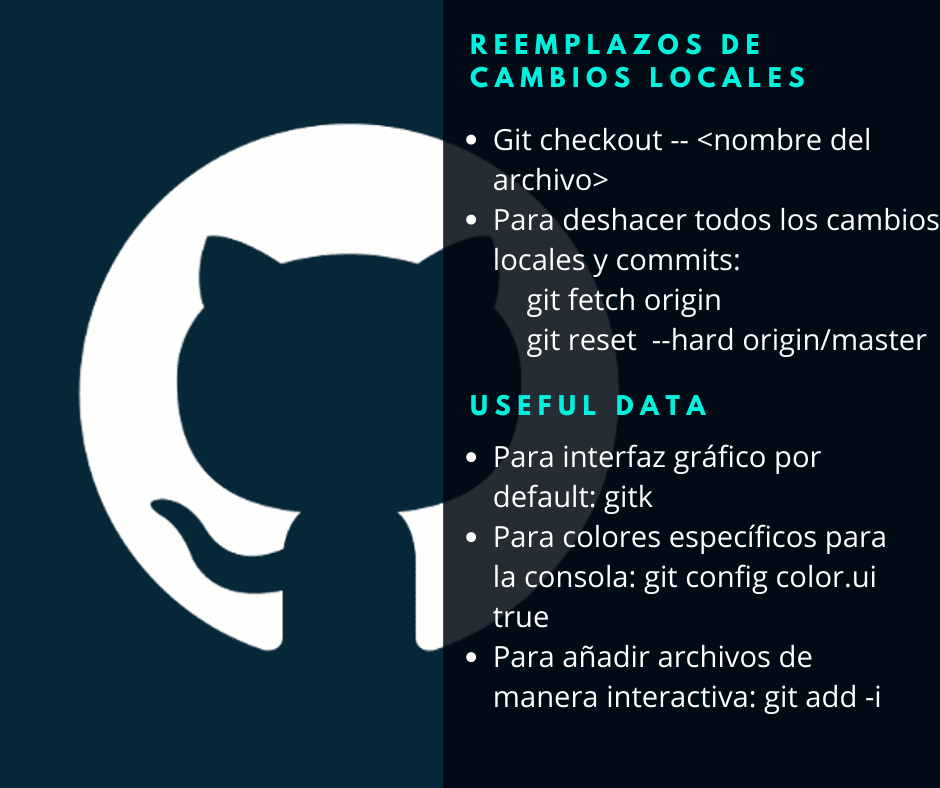 REEMPLAZOS DE
CAMBIOS LOCALES
Git checkout -- <nombre del
archivo>
Para deshacer todos los cambios
locales y commits:
git fetch origin
git reset  --hard origin/master
USEFUL DATA
Para interfaz gráfico por
default: gitk
Para colores específicos para
la consola: git config color.ui
true
Para añadir archivos de
manera interactiva: git add -i